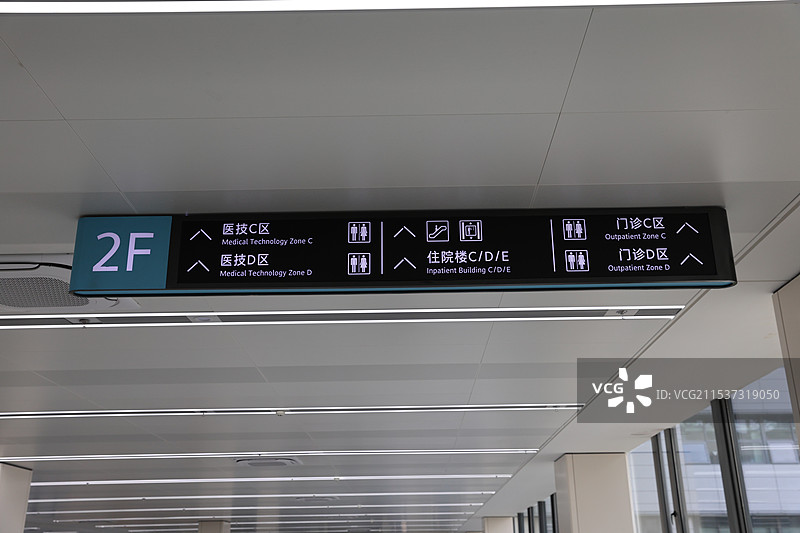 2F
医技C区
Medical Technology Zone C
医技D区
Medical Technology Zone D
住院楼C/D/E
Inpatient Building C/D/E
门诊C区
Outpatient Zone C
门诊D区
Outpatient Zone D
VCG ID: VCG211537319050